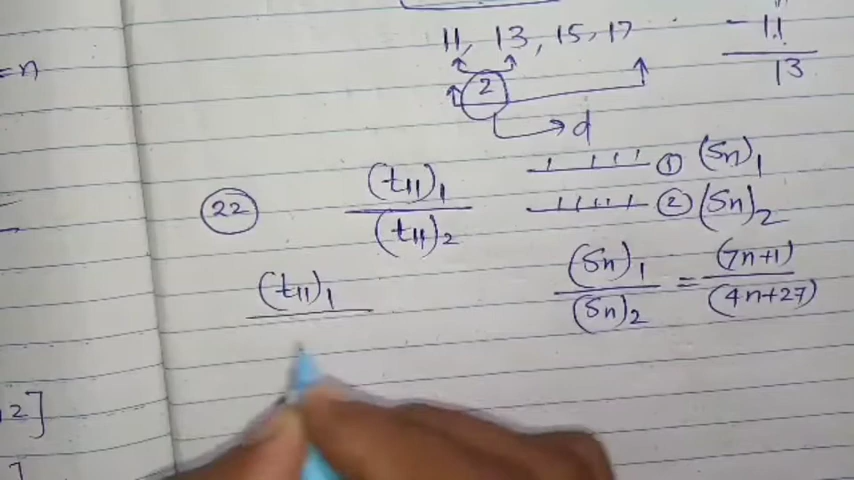 11, 13, 15, 17
- 11
13
=n
2
d
(22) (t11)1 / (t11)2
① (Sn)1
② (Sn)2
(t11)1
(Sn)1 / (Sn)2 = (7n+1) / (4n+27)
2]
]